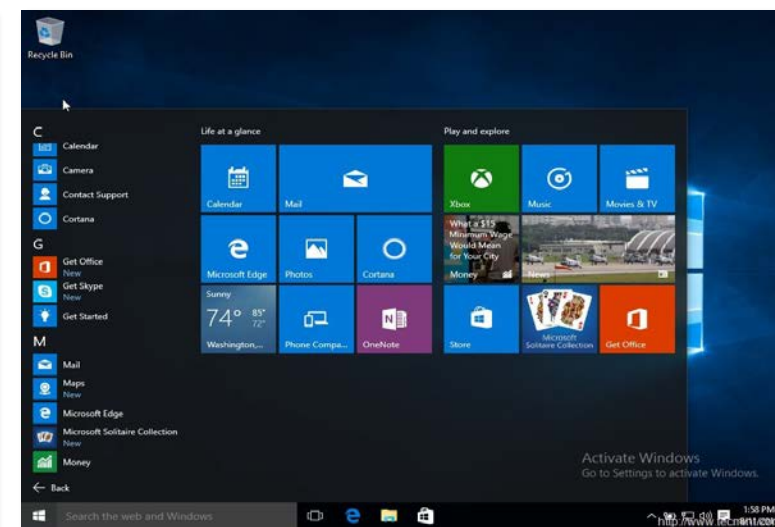 Recycle Bin
C
Calendar
Camera
Contact Support
Cortana
G
Get Office
New
Get Skype
New
Get Started
M
Mail
Maps
New
Microsoft Edge
Microsoft Solitaire Collection
New
Money
Back
Life at a glance
Calendar
Mail
Microsoft Edge
Photos
Cortana
Sunny
74° 85°
72°
Washington,...
Phone Compa...
OneNote
Play and explore
Xbox
Music
Movies & TV
What a $15
Minimum Wage
Would Mean
for Your City
Money
News
Store
Microsoft
Solitaire Collection
Get Office
Activate Windows
Go to Settings to activate Windows.
Search the web and Windows
1:58 PM